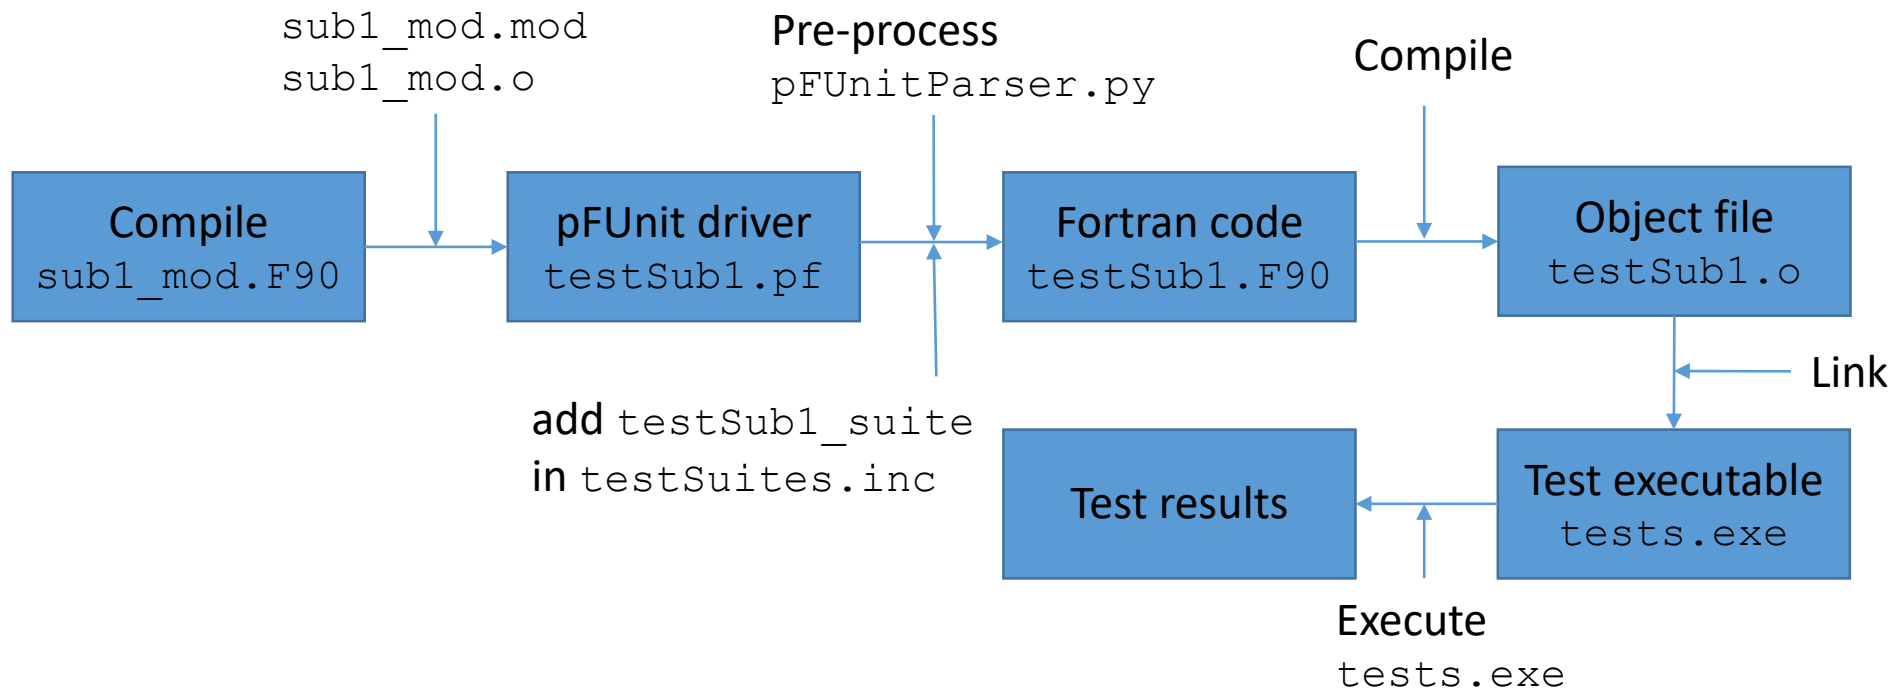 sub1_mod.mod
sub1_mod.o
Pre-process
pFUnitParser.py
Compile
Compile
sub1_mod.F90
pFUnit driver
testSub1.pf
Fortran code
testSub1.F90
Object file
testSub1.o
Link
add testSub1_suite
in testSuites.inc
Test results
Test executable
tests.exe
Execute
tests.exe